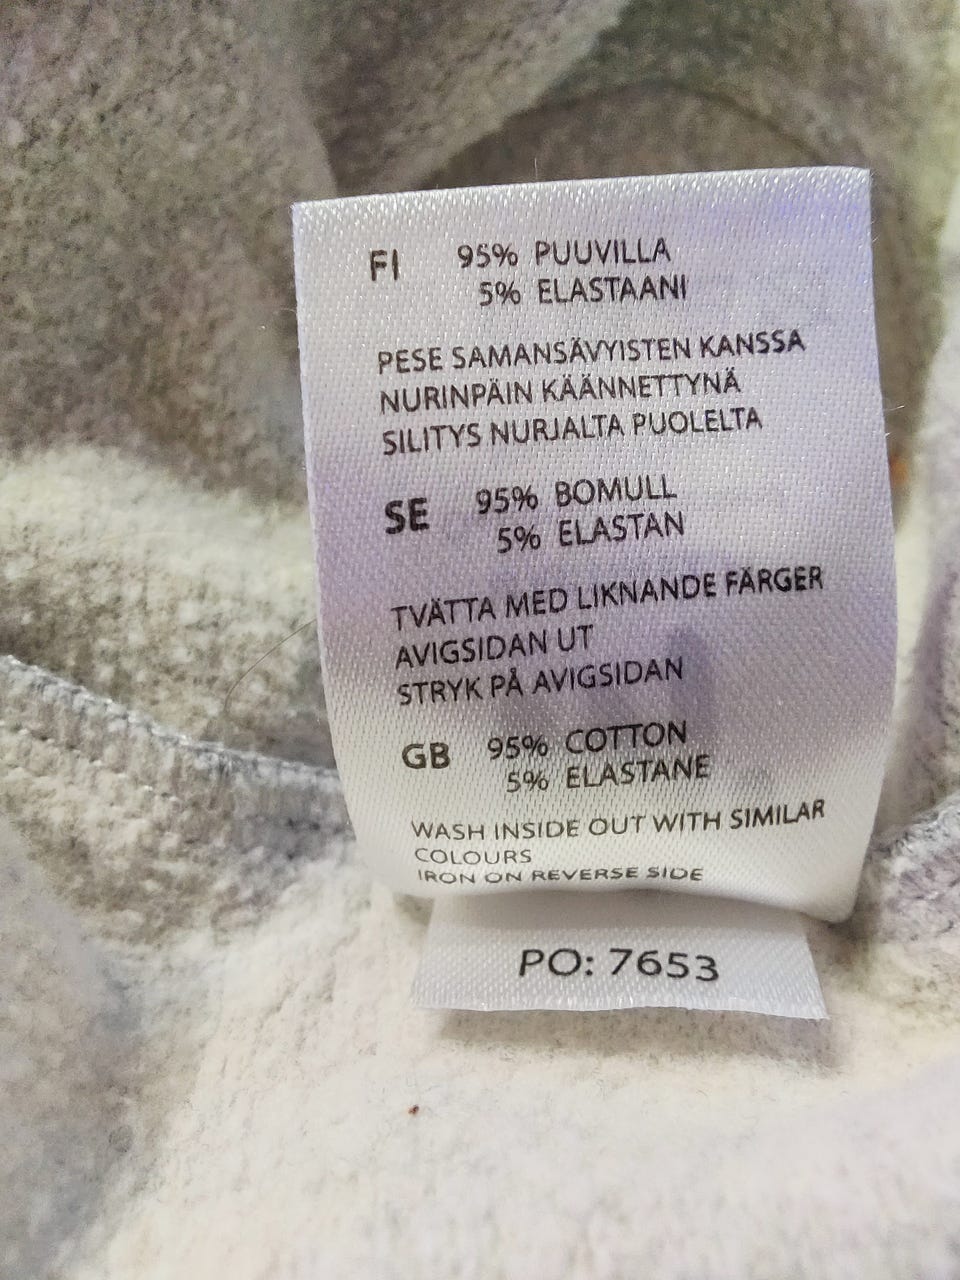 FI 95% PUUVILLA
5% ELASTAANI
PESE SAMANSÄVYISTEN KANSSA
NURINPÄIN KÄÄNNETTYNÄ
SILITYS NURJALTA PUOLELTA
SE 95% BOMULL
5% ELASTAN
TVÄTTA MED LIKNANDE FÄRGER
AVIGSIDAN UT
STRYK PÅ AVIGSIDAN
GB 95% COTTON
5% ELASTANE
WASH INSIDE OUT WITH SIMILAR
COLOURS
IRON ON REVERSE SIDE
PO: 7653